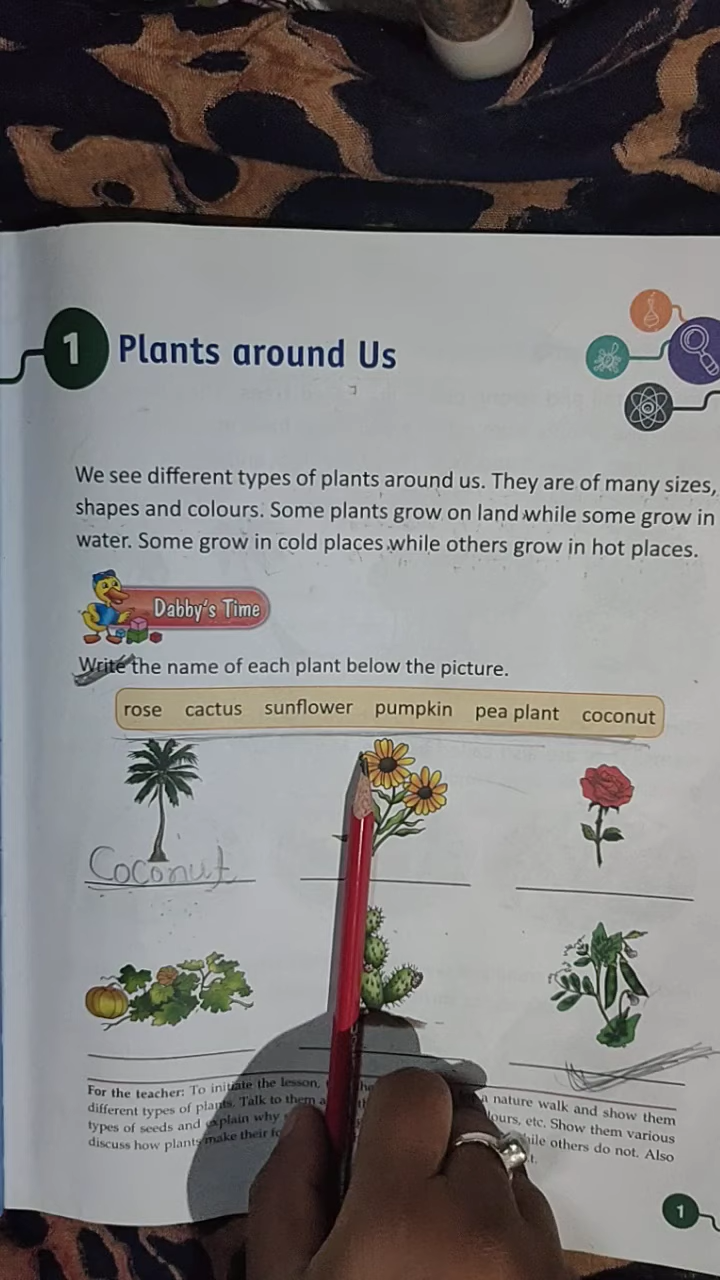 1 Plants around Us
We see different types of plants around us. They are of many sizes,
shapes and colours. Some plants grow on land while some grow in
water. Some grow in cold places while others grow in hot places.
Dabby's Time
Write the name of each plant below the picture.
rose cactus sunflower pumpkin pea plant coconut
Coconut
For the teacher: To initiate the lesson, a nature walk and show them
different types of plants. Talk to them etc. Show them various
types of seeds and explain why while others do not. Also
discuss how plants make their
1